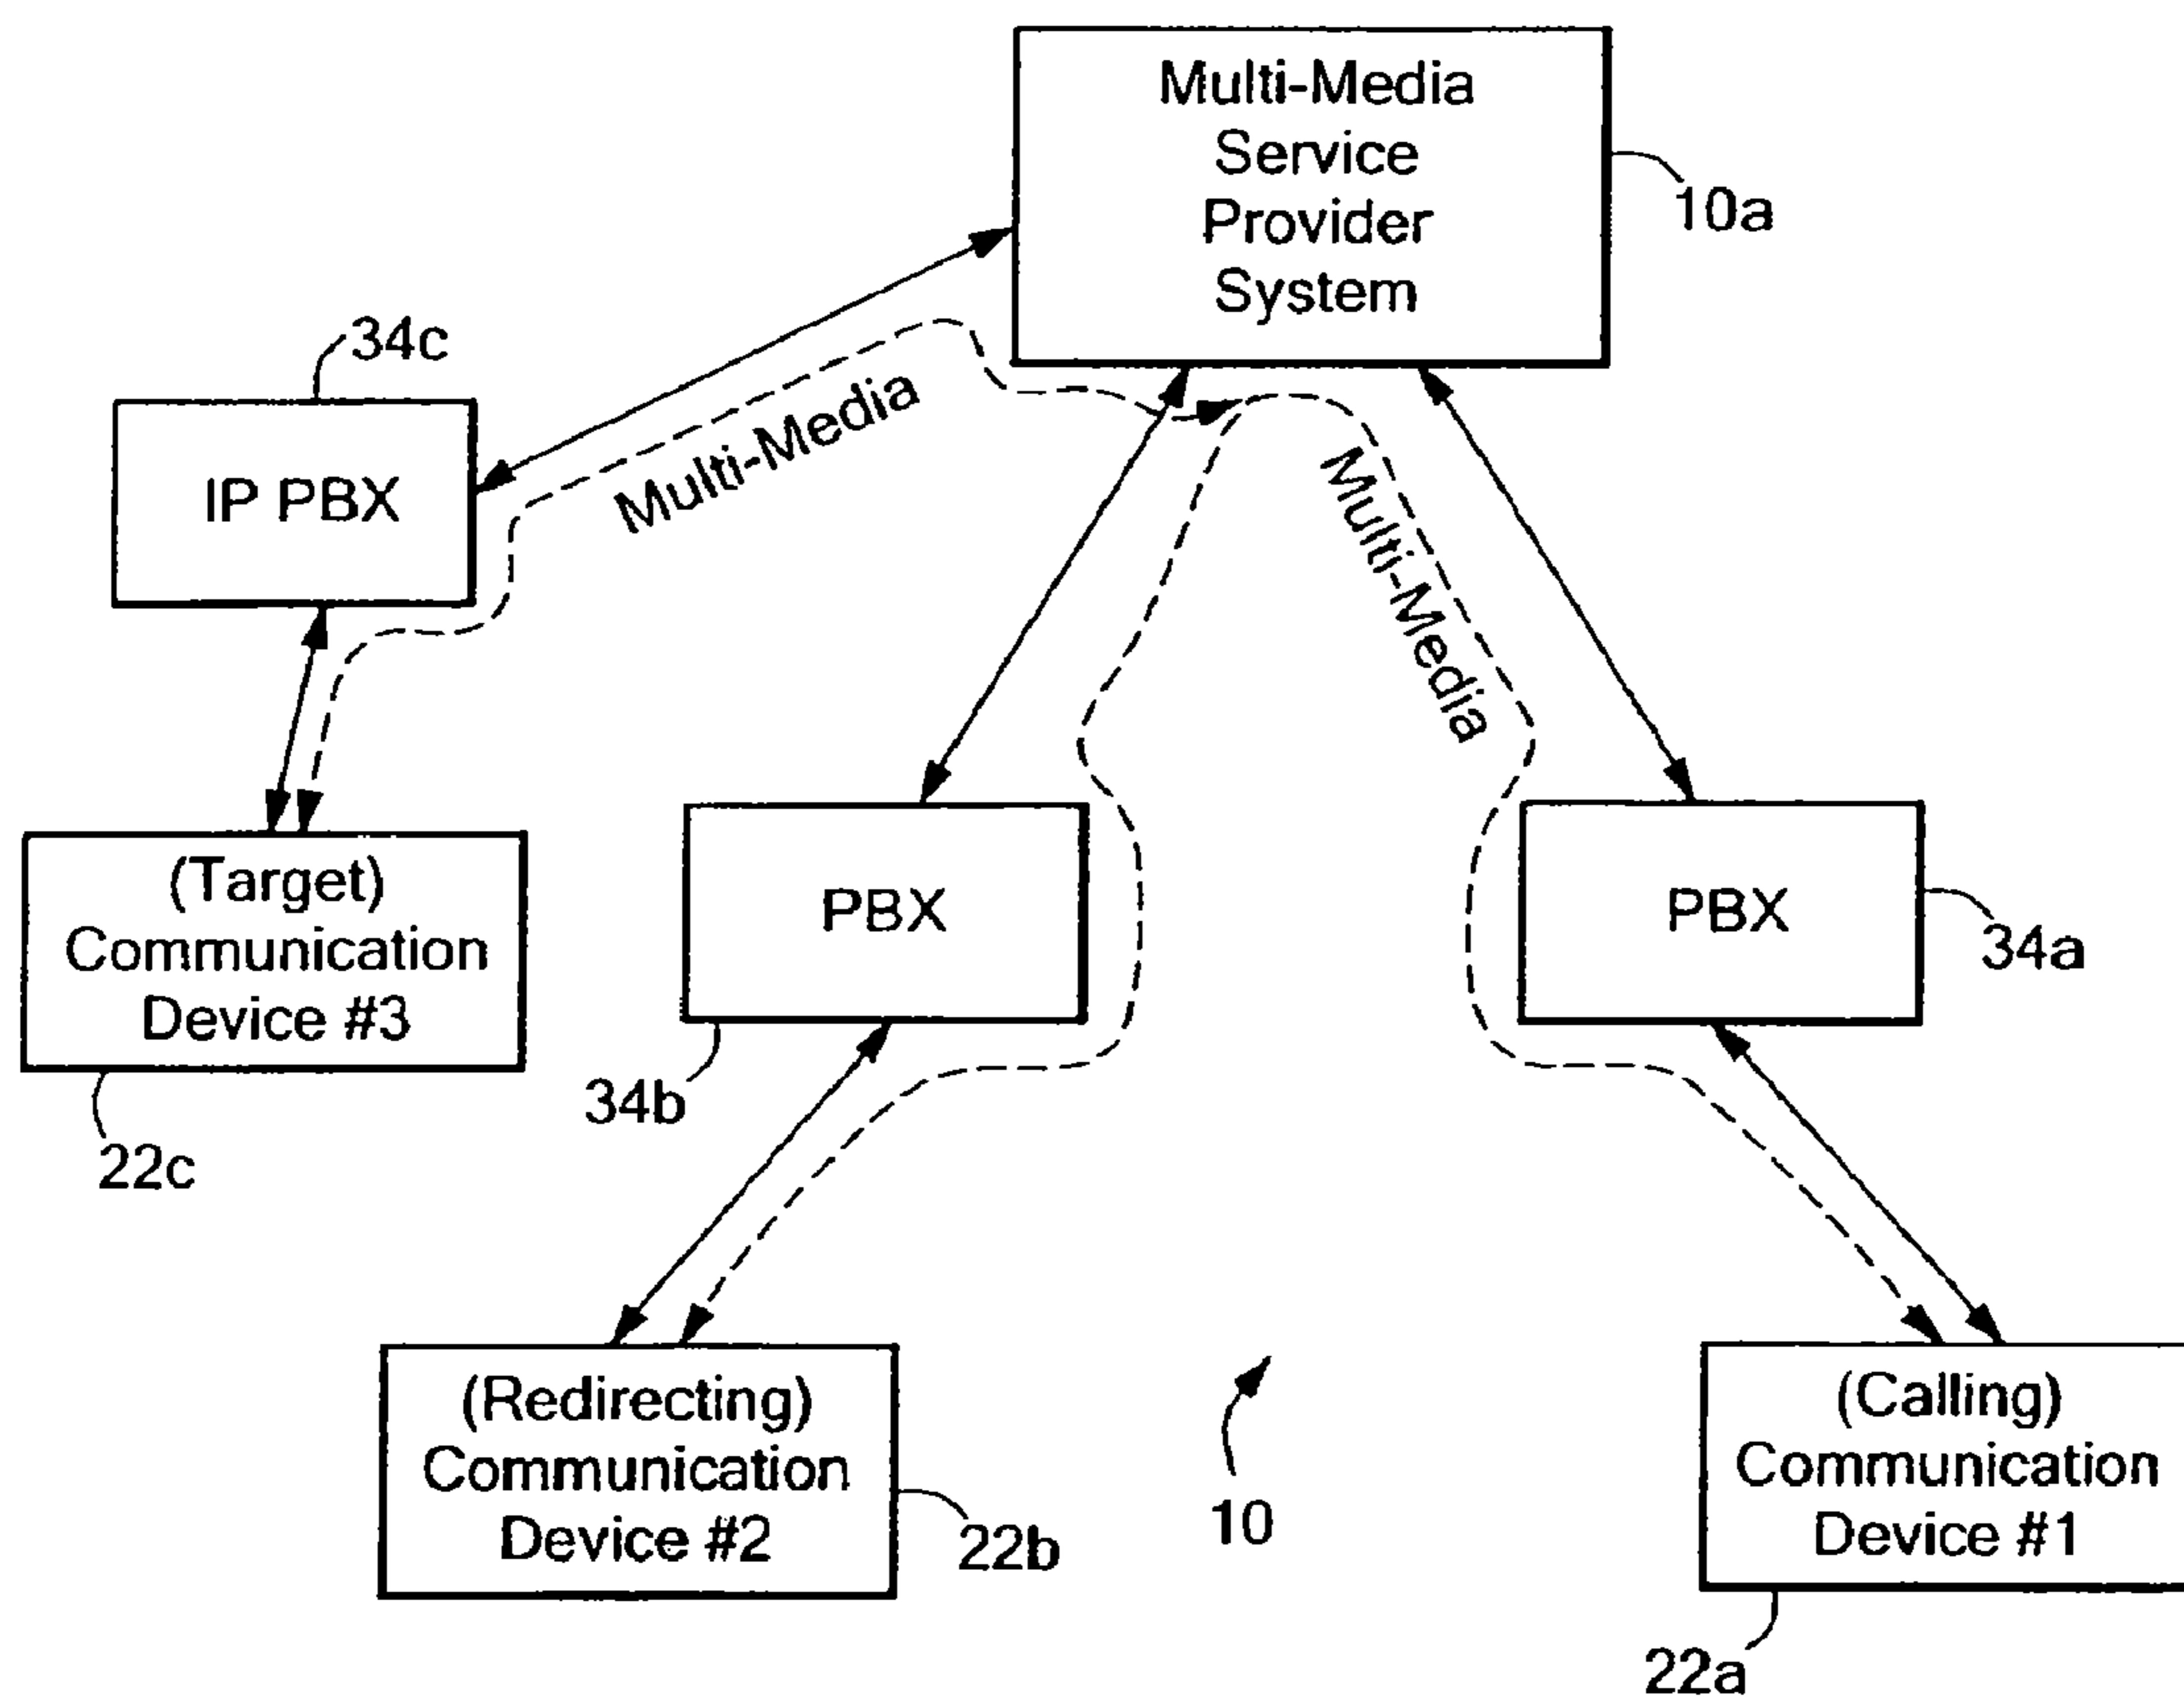 Multi-Media
Service
Provider
System
10a
34c
IP PBX
Multi-Media
Multi-Media
(Target)
Communication
Device #3
22c
PBX
34b
PBX
34a
(Redirecting)
Communication
Device #2
22b
10
(Calling)
Communication
Device #1
22a